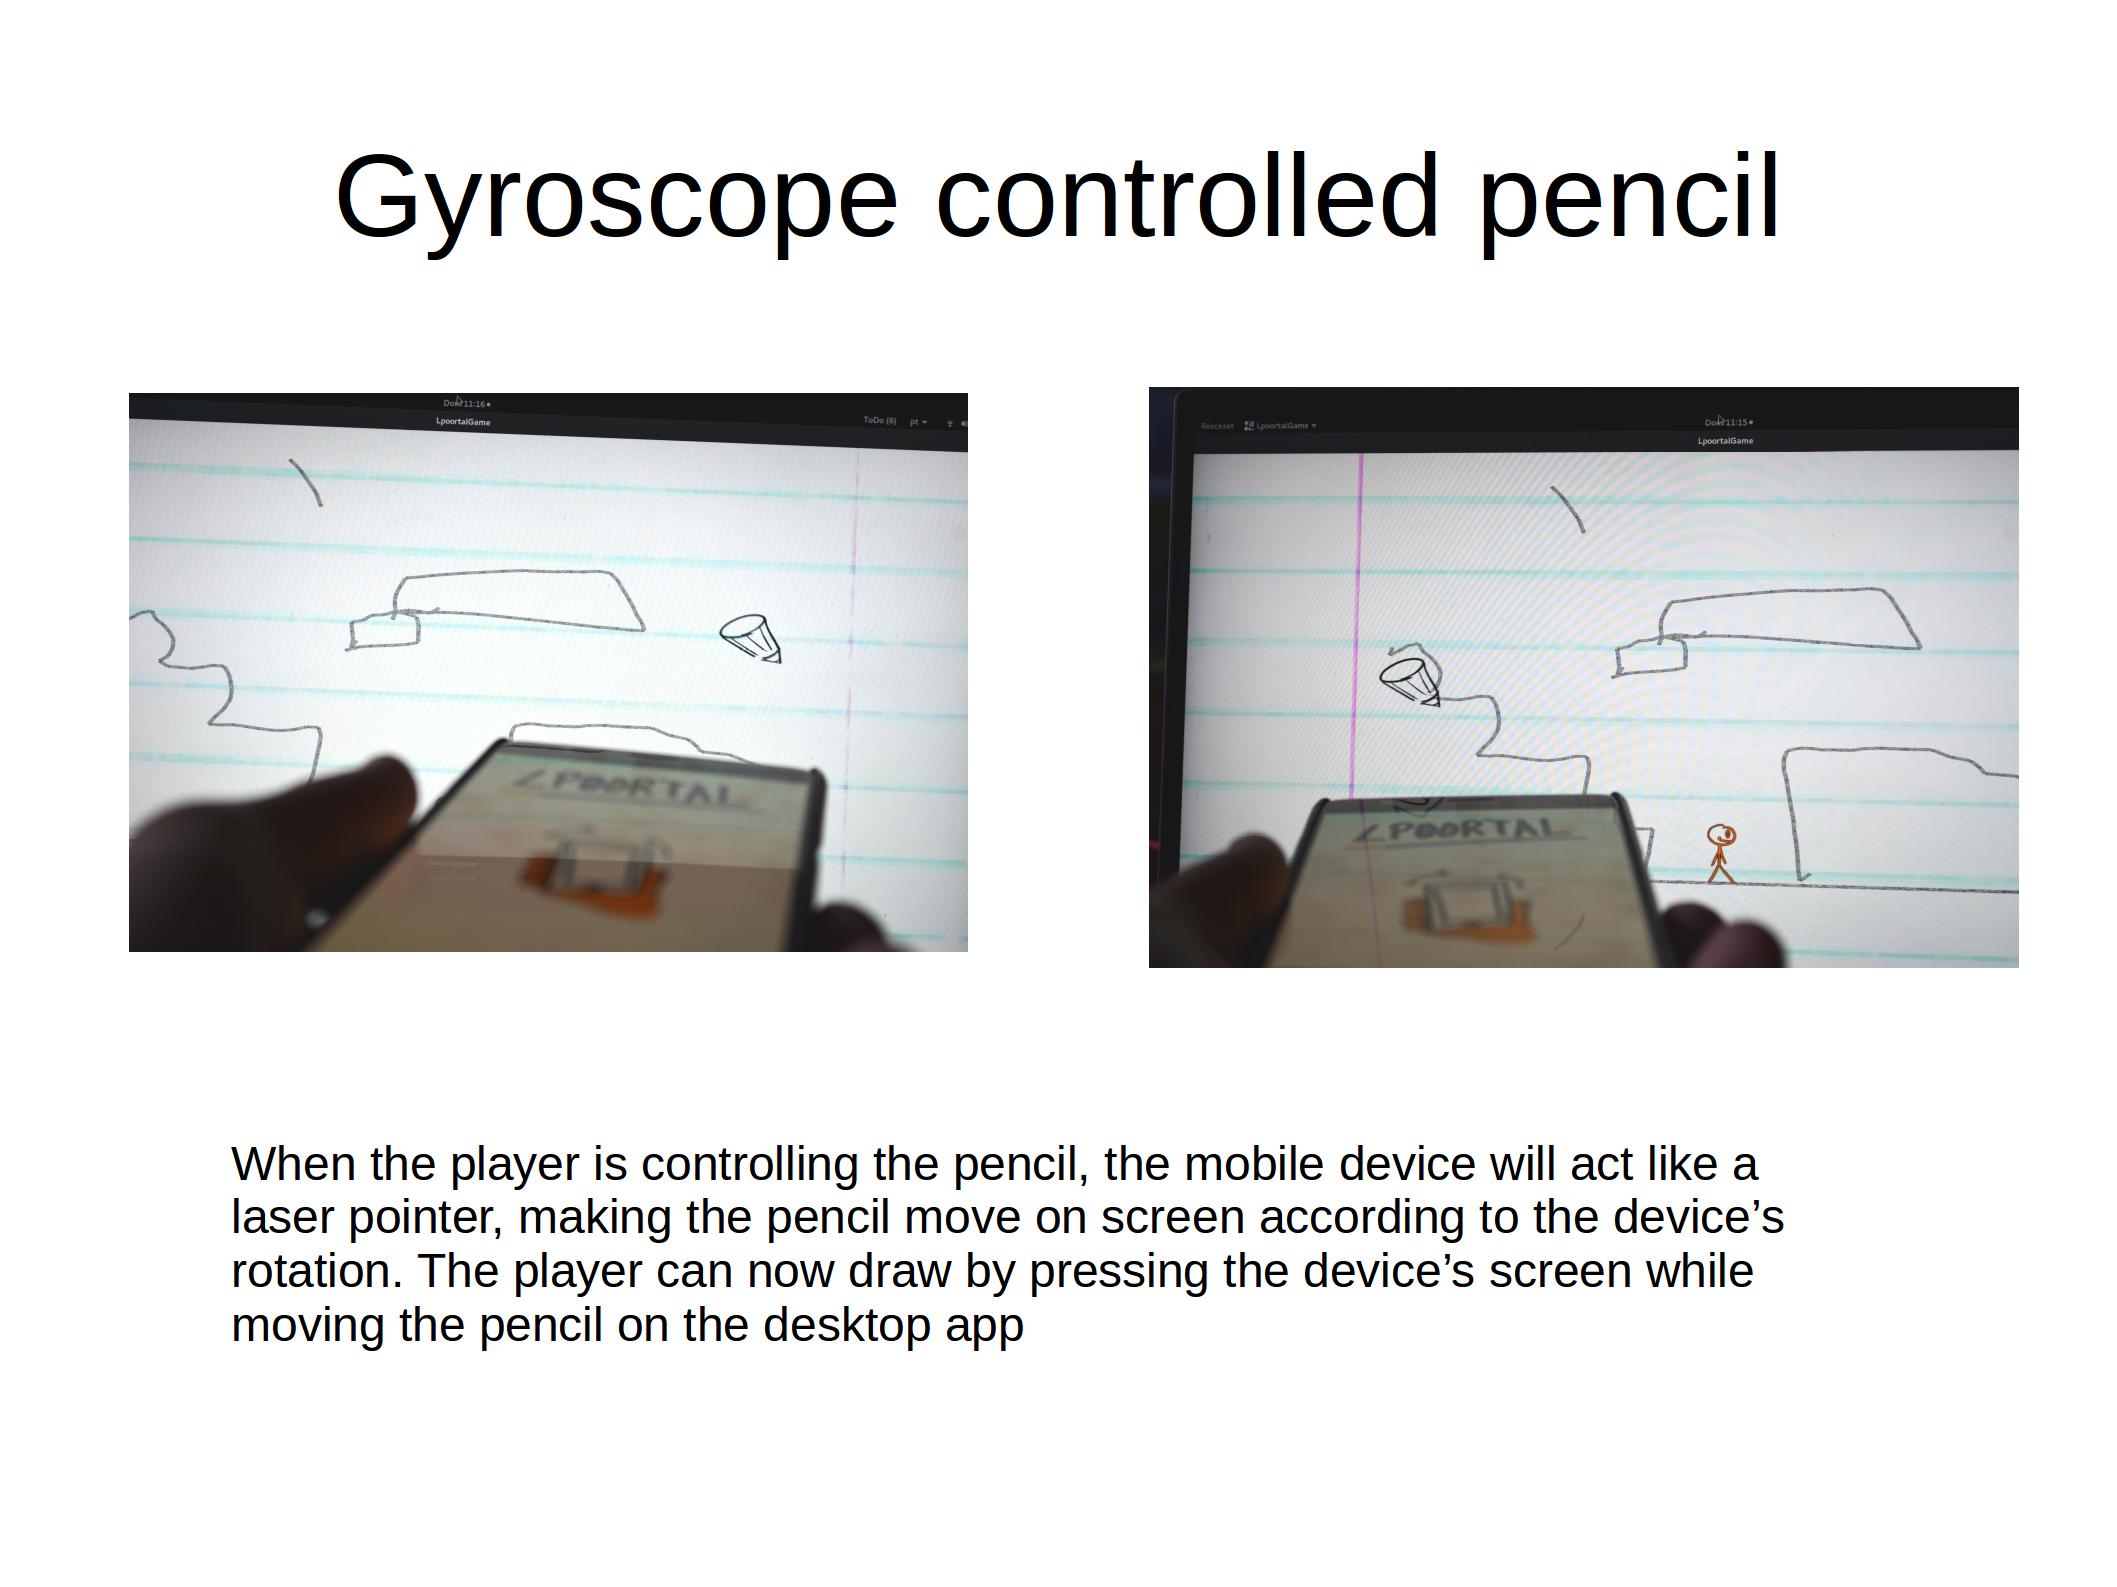 Gyroscope controlled pencil
11:16
LpoortalGame
ToDo (6) pt
LPOORTAL
Reeckset LpoortalGame
11:15
LpoortalGame
LPOORTAL
When the player is controlling the pencil, the mobile device will act like a
laser pointer, making the pencil move on screen according to the device’s
rotation. The player can now draw by pressing the device’s screen while
moving the pencil on the desktop app